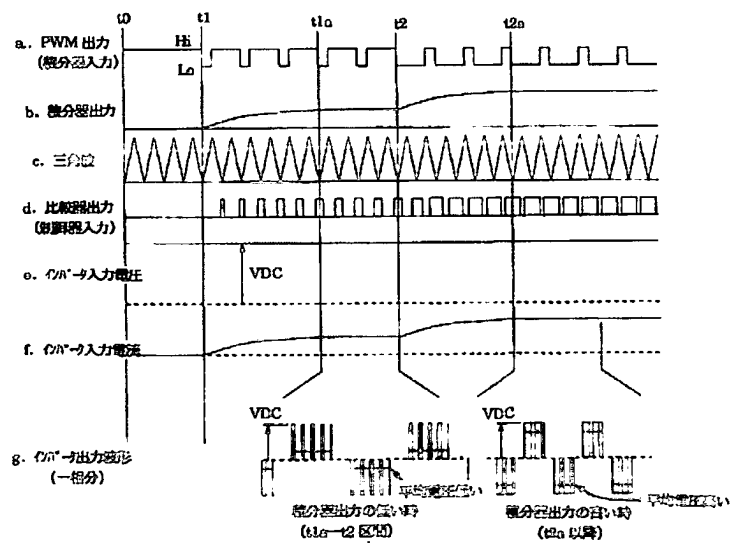 t0 t1 t1a t2 t2a
a. PWM 出力
(積分器入力)
Hi
Lo
b. 積分器出力
c. 三角波
d. 比較器出力
(制御器入力)
e. インバータ入力電圧
VDC
f. インバータ入力電流
VDC
VDC
g. インバータ出力波形
(一相分)
平均電圧低い
平均電圧高い
積分器出力の低い時
(t1a―t2 区間)
積分器出力の高い時
(t2a 以降)